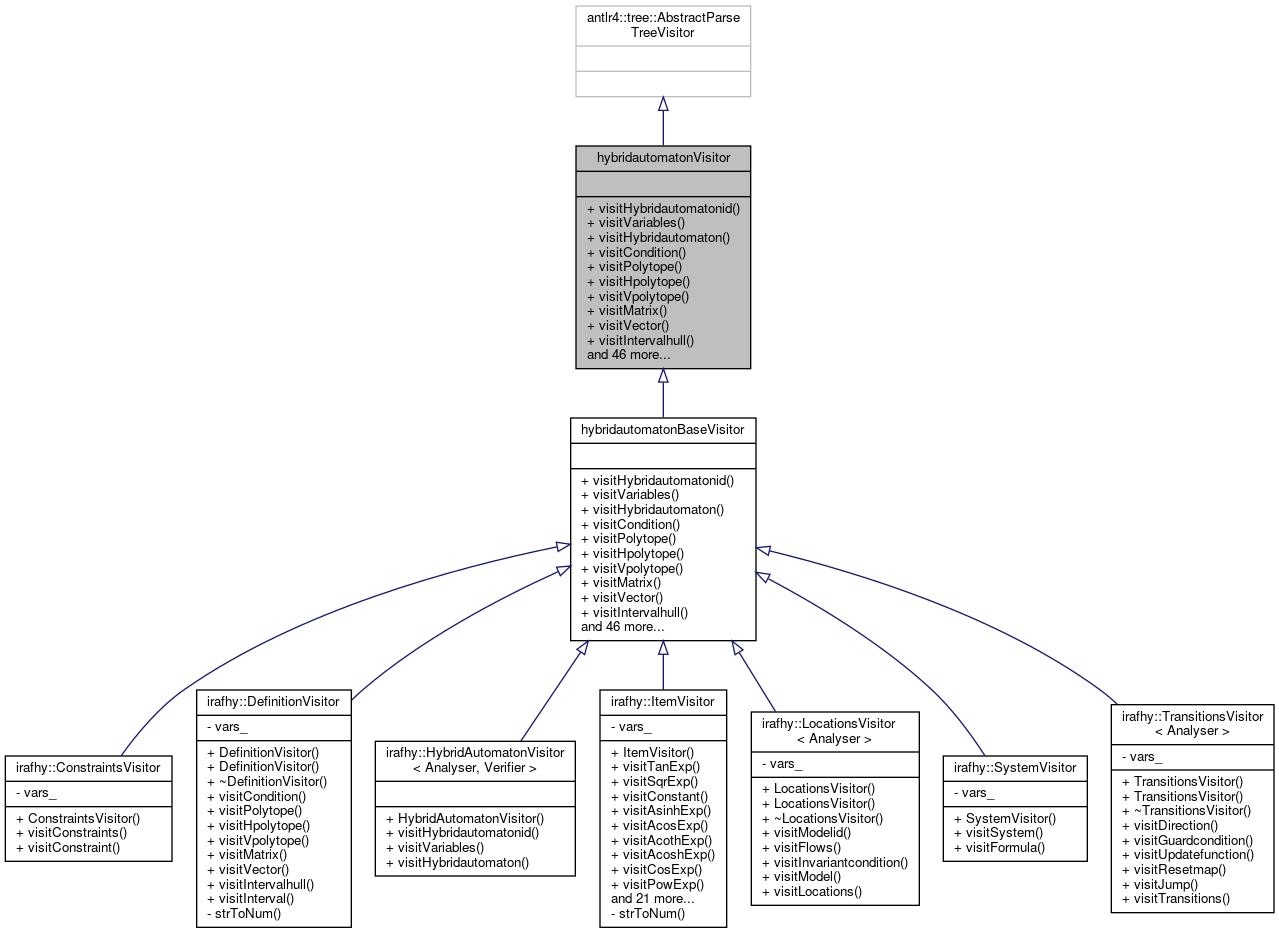 antlr4::tree::AbstractParse
TreeVisitor
hybridautomatonVisitor
+ visitHybridautomatonid()
+ visitVariables()
+ visitHybridautomaton()
+ visitCondition()
+ visitPolytope()
+ visitHpolytope()
+ visitVpolytope()
+ visitMatrix()
+ visitVector()
+ visitIntervalhull()
and 46 more...
hybridautomatonBaseVisitor
+ visitHybridautomatonid()
+ visitVariables()
+ visitHybridautomaton()
+ visitCondition()
+ visitPolytope()
+ visitHpolytope()
+ visitVpolytope()
+ visitMatrix()
+ visitVector()
+ visitIntervalhull()
and 46 more...
irafhy::ConstraintsVisitor
- vars_
+ ConstraintsVisitor()
+ visitConstraints()
+ visitConstraint()
irafhy::DefinitionVisitor
- vars_
+ DefinitionVisitor()
+ DefinitionVisitor()
+ ~DefinitionVisitor()
+ visitCondition()
+ visitPolytope()
+ visitHpolytope()
+ visitVpolytope()
+ visitMatrix()
+ visitVector()
+ visitIntervalhull()
+ visitInterval()
- strToNum()
irafhy::HybridAutomatonVisitor
< Analyser, Verifier >
+ HybridAutomatonVisitor()
+ visitHybridautomatonid()
+ visitVariables()
+ visitHybridautomaton()
irafhy::ItemVisitor
- vars_
+ ItemVisitor()
+ visitTanExp()
+ visitSqrExp()
+ visitConstant()
+ visitAsinhExp()
+ visitAcosExp()
+ visitAcothExp()
+ visitAcoshExp()
+ visitCosExp()
+ visitPowExp()
and 21 more...
- strToNum()
irafhy::LocationsVisitor
< Analyser >
- vars_
+ LocationsVisitor()
+ LocationsVisitor()
+ ~LocationsVisitor()
+ visitModelid()
+ visitFlows()
+ visitInvariantcondition()
+ visitModel()
+ visitLocations()
irafhy::SystemVisitor
- vars_
+ SystemVisitor()
+ visitSystem()
+ visitFormula()
irafhy::TransitionsVisitor
< Analyser >
- vars_
+ TransitionsVisitor()
+ TransitionsVisitor()
+ ~TransitionsVisitor()
+ visitDirection()
+ visitGuardcondition()
+ visitUpdatefunction()
+ visitResetmap()
+ visitJump()
+ visitTransitions()